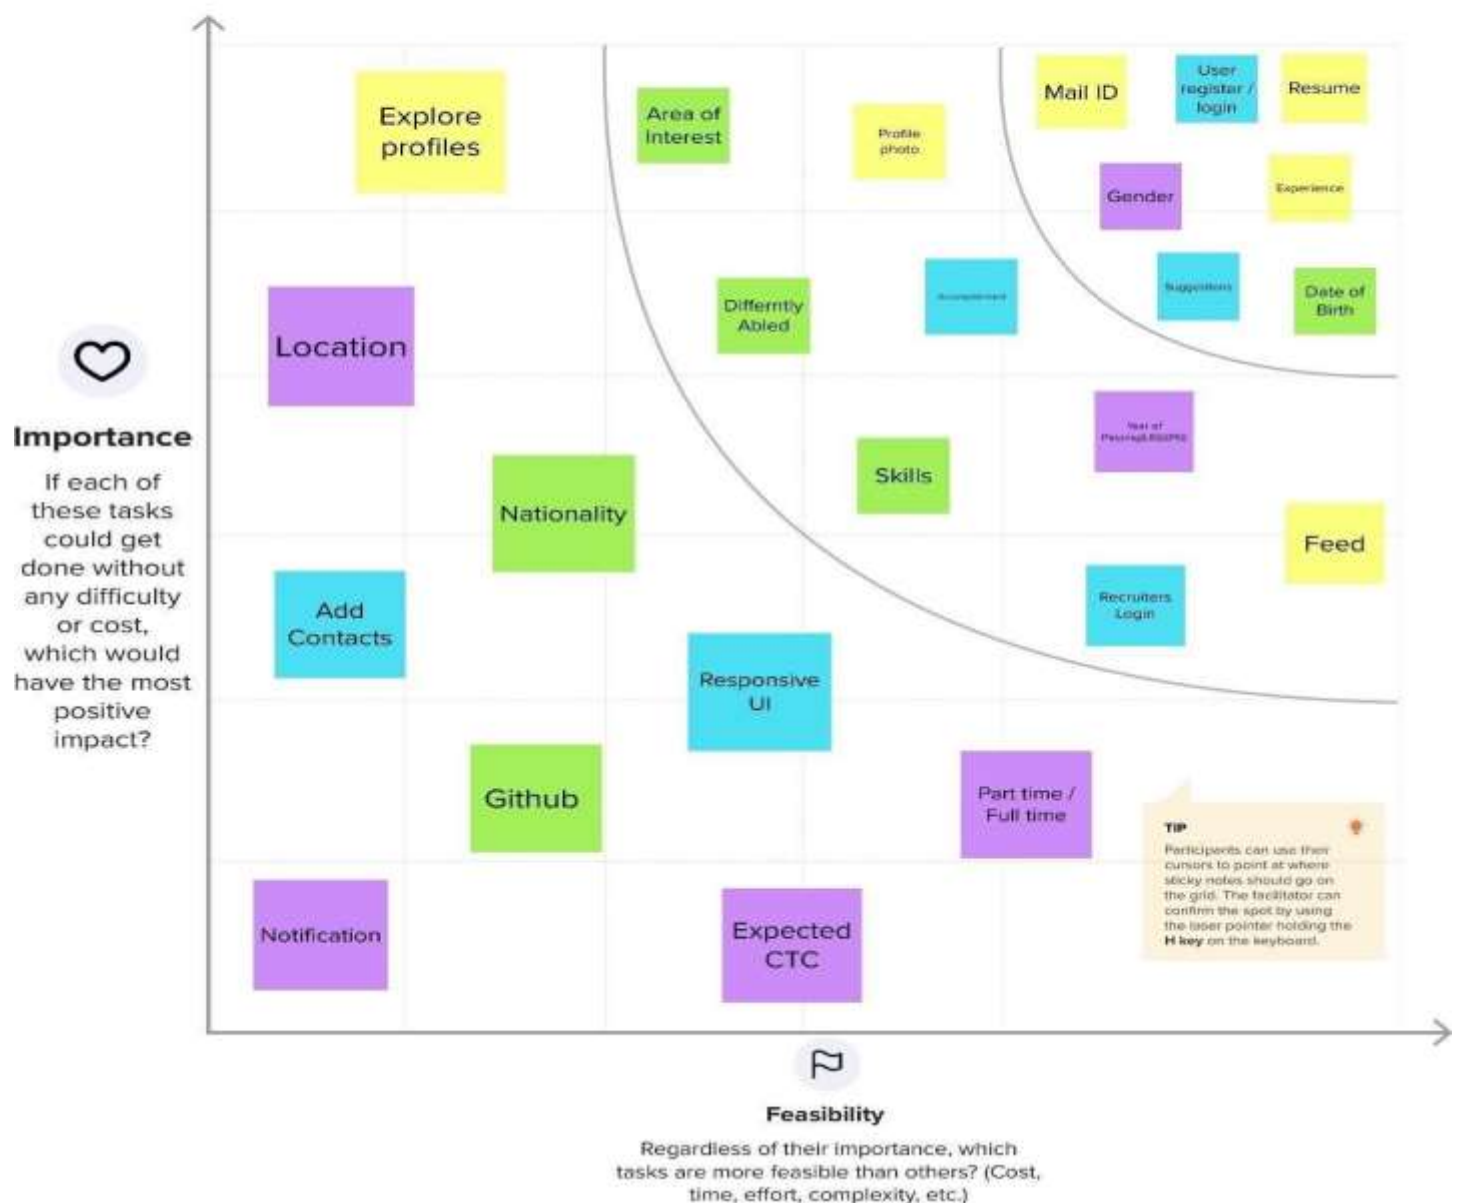 Explore
profiles
Area of
Interest
Profile
photo
Mail ID
User
register /
login
Resume
Gender
Experience
Location
Differntly
Abled
Suggestions
Date of
Birth
Importance
If each of
these tasks
could get
done without
any difficulty
or cost,
which would
have the most
positive
impact?
Nationality
Skills
Year of
Feed
Add
Contacts
Recruiters
Login
Responsive
UI
Github
Part time /
Full time
TIP
Participants can use their
cursors to point at where
sticky notes should go on
the grid. The facilitator can
confirm the spot by using
the laser pointer holding the
H key on the keyboard.
Notification
Expected
CTC
Feasibility
Regardless of their importance, which
tasks are more feasible than others? (Cost,
time, effort, complexity, etc.)